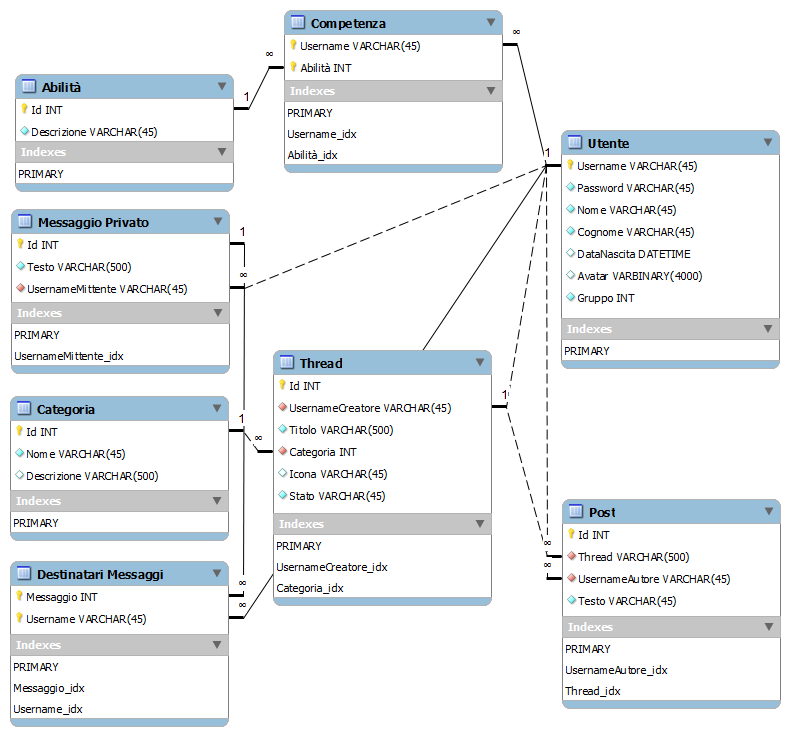 Competenza
Username VARCHAR(45)
Abilità INT
Indexes
PRIMARY
Username_idx
Abilità_idx
∞
∞
1
Abilità
Id INT
Descrizione VARCHAR(45)
Indexes
PRIMARY
1
Utente
Username VARCHAR(45)
Password VARCHAR(45)
Nome VARCHAR(45)
Cognome VARCHAR(45)
DataNascita DATETIME
Avatar VARBINARY(4000)
Gruppo INT
Indexes
PRIMARY
Messaggio Privato
Id INT
Testo VARCHAR(500)
UsernameMittente VARCHAR(45)
Indexes
PRIMARY
UsernameMittente_idx
1
∞
Thread
Id INT
UsernameCreatore VARCHAR(45)
Titolo VARCHAR(500)
Categoria INT
Icona VARCHAR(45)
Stato VARCHAR(45)
Indexes
PRIMARY
UsernameCreatore_idx
Categoria_idx
1
Categoria
Id INT
Nome VARCHAR(45)
Descrizione VARCHAR(500)
Indexes
PRIMARY
1
∞
Post
Id INT
Thread VARCHAR(500)
UsernameAutore VARCHAR(45)
Testo VARCHAR(45)
Indexes
PRIMARY
UsernameAutore_idx
Thread_idx
∞
∞
Destinatari Messaggi
Messaggio INT
Username VARCHAR(45)
Indexes
PRIMARY
Messaggio_idx
Username_idx
∞
∞